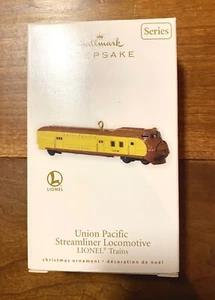 Hallmark
KEEPSAKE
Series
LIONEL
Union Pacific
Streamliner Locomotive
LIONEL® Trains
christmas ornament • décoration de noël